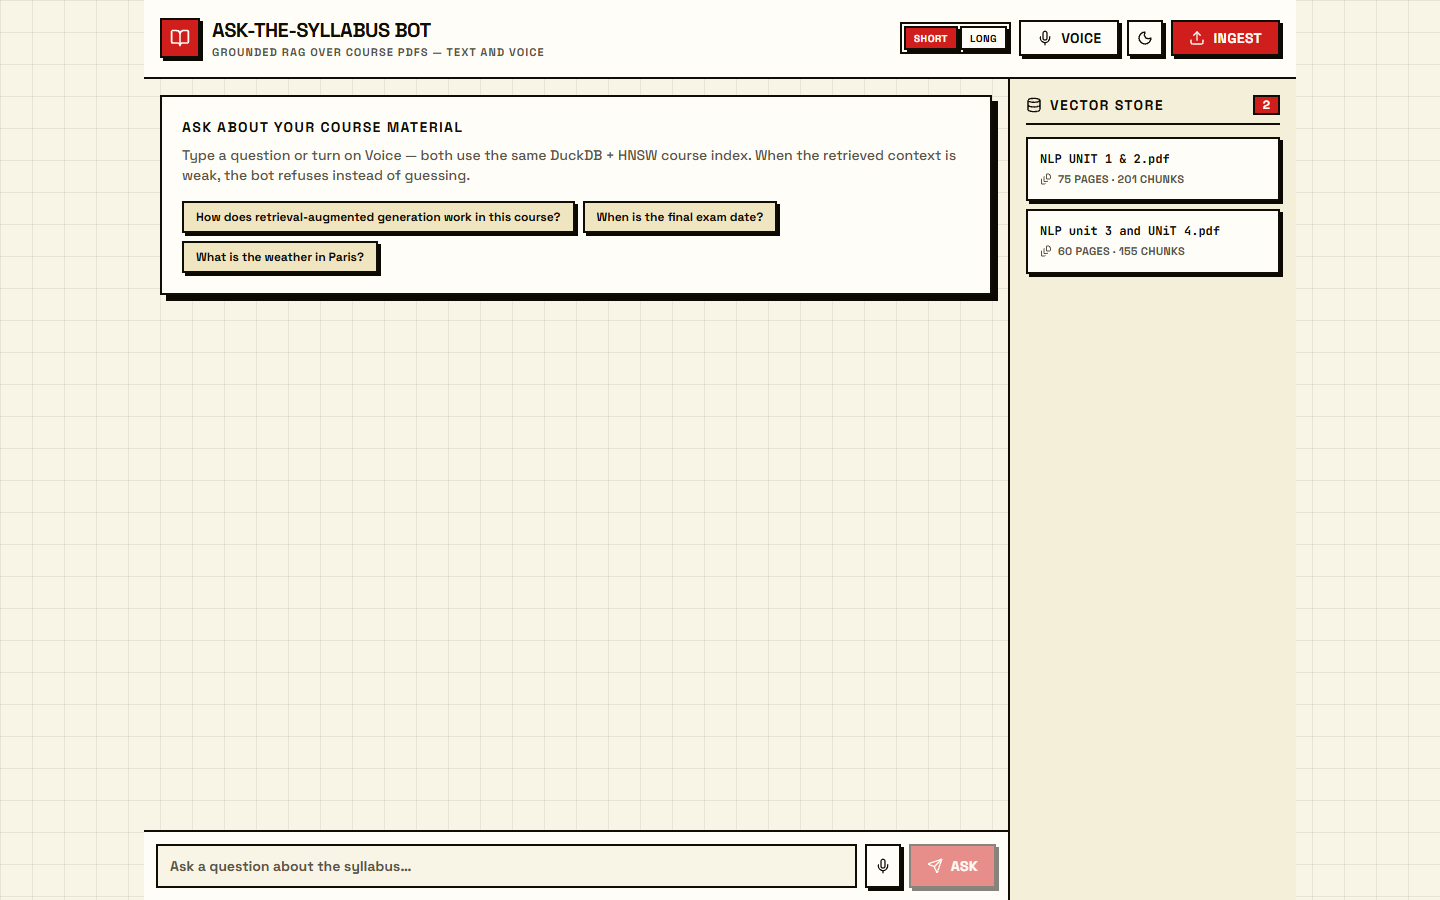 ASK-THE-SYLLABUS BOT
GROUNDED RAG OVER COURSE PDFS — TEXT AND VOICE
SHORT LONG VOICE INGEST
ASK ABOUT YOUR COURSE MATERIAL
Type a question or turn on Voice — both use the same DuckDB + HNSW course index. When the retrieved context is
weak, the bot refuses instead of guessing.
How does retrieval-augmented generation work in this course? When is the final exam date?
What is the weather in Paris?
VECTOR STORE 2
NLP UNIT 1 & 2.pdf
75 PAGES · 201 CHUNKS
NLP unit 3 and UNiT 4.pdf
60 PAGES · 155 CHUNKS
Ask a question about the syllabus... ASK